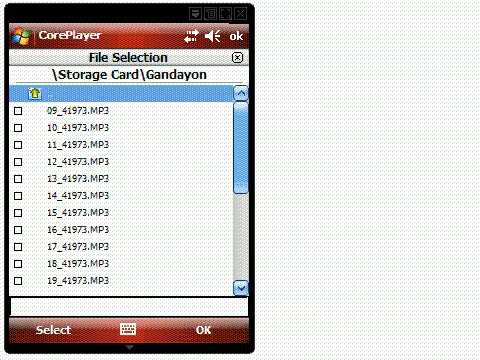 CorePlayer
ok
File Selection
\Storage Card\Gandayon
..
09_41973.MP3
10_41973.MP3
11_41973.MP3
12_41973.MP3
13_41973.MP3
14_41973.MP3
15_41973.MP3
16_41973.MP3
17_41973.MP3
18_41973.MP3
19_41973.MP3
Select OK